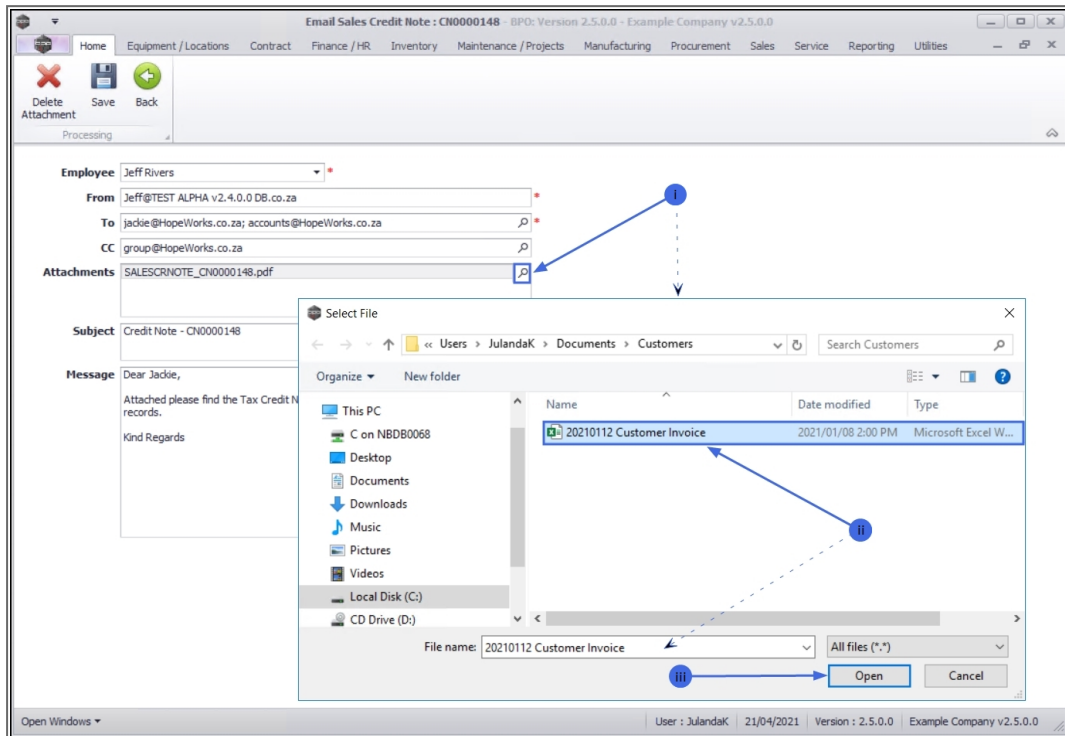 Email Sales Credit Note : CN0000148 - BPO: Version 2.5.0.0 - Example Company v2.5.0.0
Home Equipment / Locations Contract Finance / HR Inventory Maintenance / Projects Manufacturing Procurement Sales Service Reporting Utilities
Delete Attachment Save Back
Processing
Employee Jeff Rivers *
From Jeff@TEST ALPHA v2.4.0.0 DB.co.za *
To jackie@HopeWorks.co.za; accounts@HopeWorks.co.za *
CC group@HopeWorks.co.za
Attachments SALESCRNOTE_CN0000148.pdf
Subject Credit Note - CN0000148
Message Dear Jackie,
Attached please find the Tax Credit N
records.
Kind Regards
i
Select File
« Users › JulandaK › Documents › Customers Search Customers
Organize New folder
This PC
C on NBDB0068
Desktop
Documents
Downloads
Music
Pictures
Videos
Local Disk (C:)
CD Drive (D:)
Name Date modified Type
20210112 Customer Invoice 2021/01/08 2:00 PM Microsoft Excel W...
ii
File name: 20210112 Customer Invoice All files (*.*)
iii
Open Cancel
Open Windows User : JulandaK 21/04/2021 Version : 2.5.0.0 Example Company v2.5.0.0